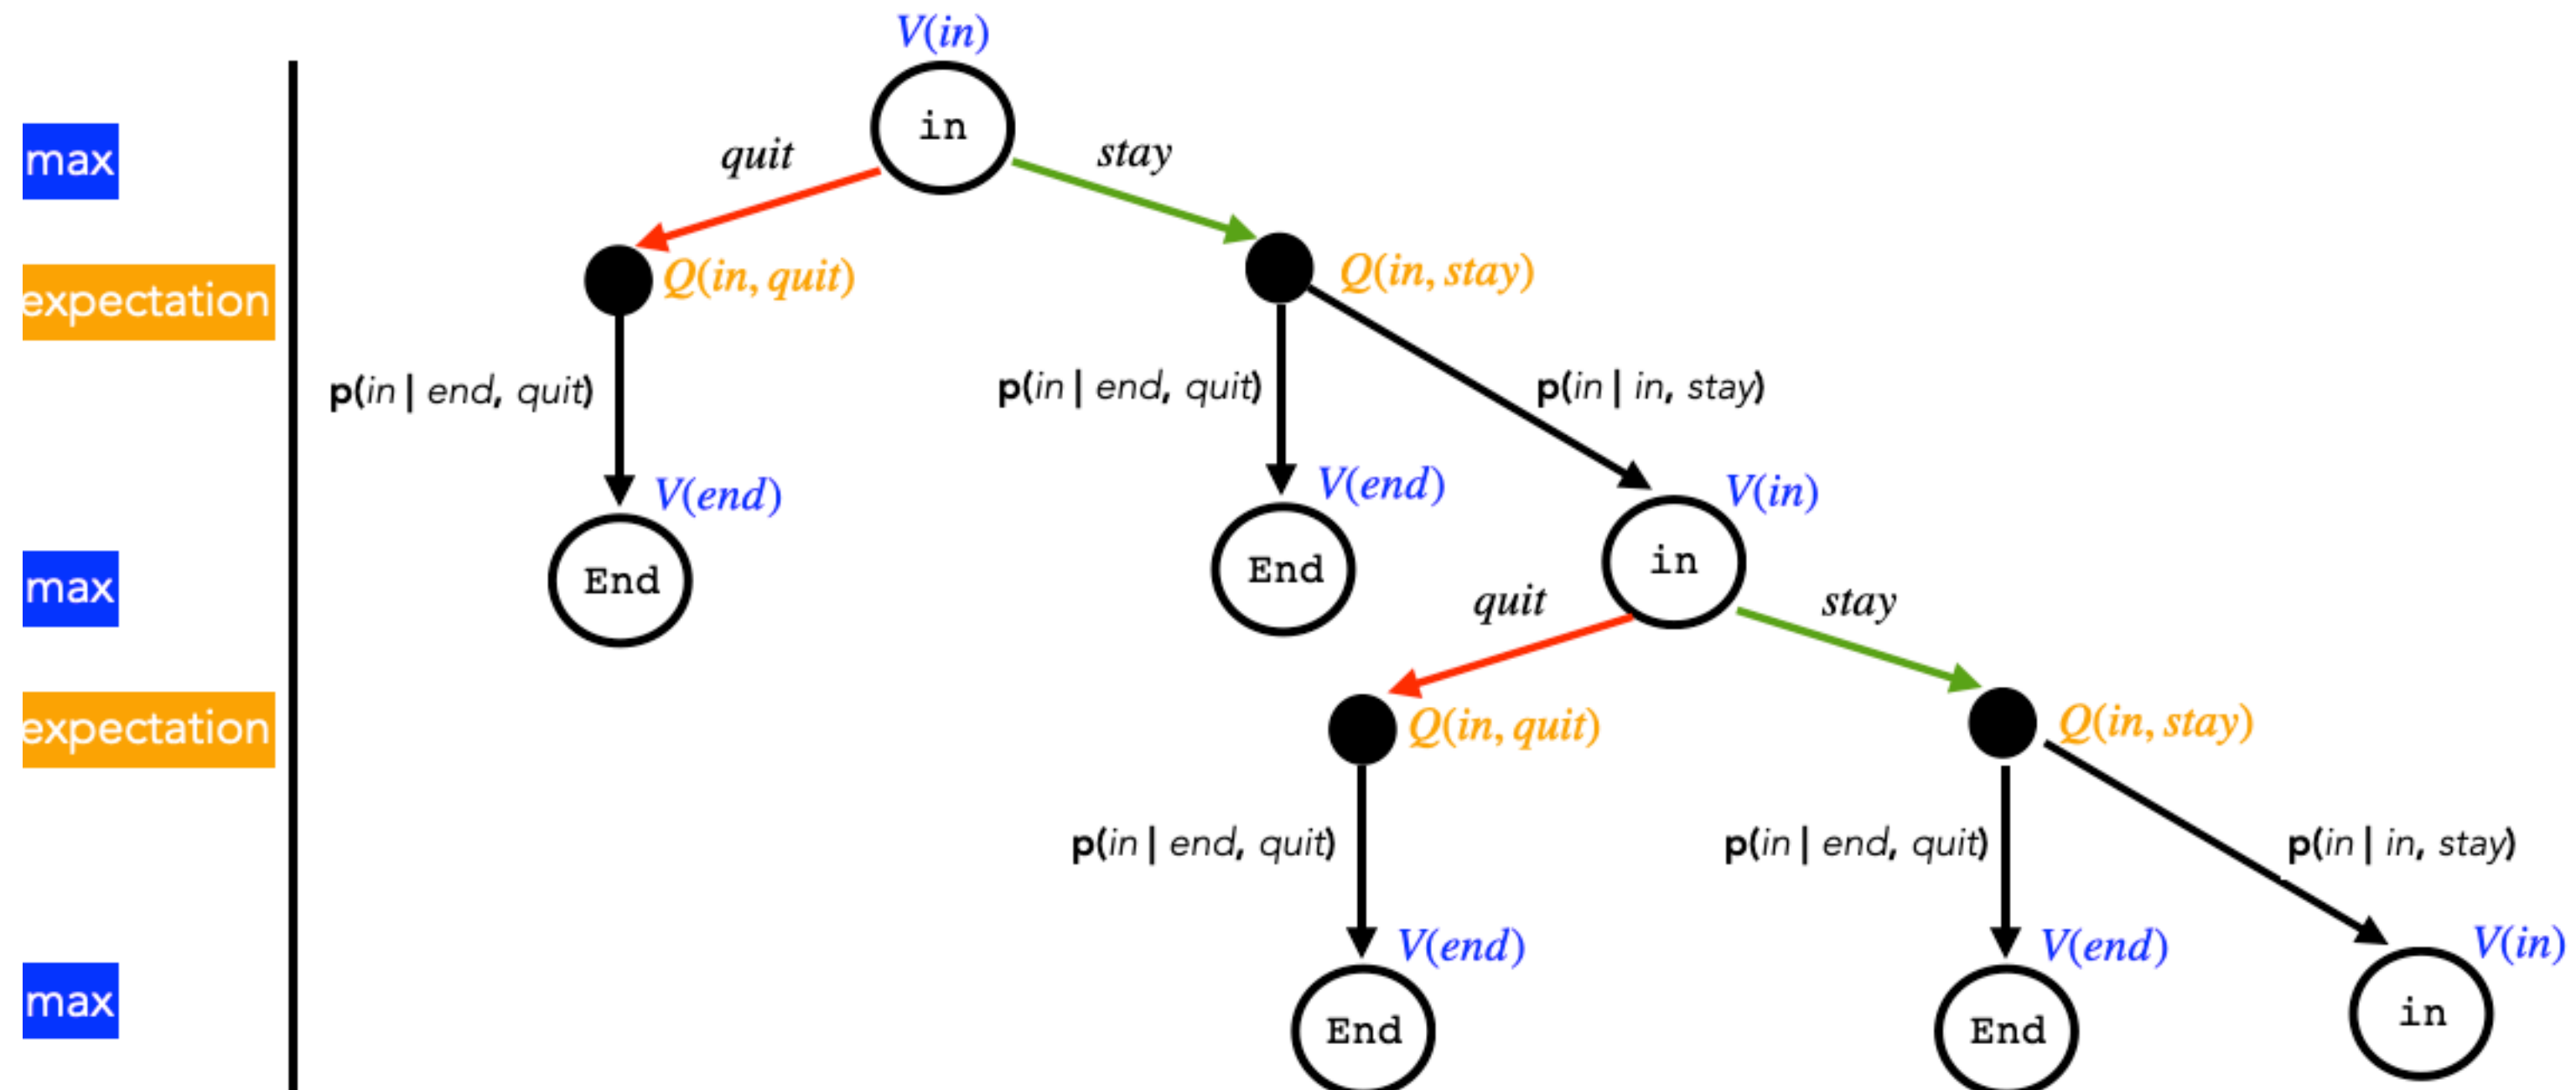 V(in)
in
max
quit
stay
Q(in, quit)
Q(in, stay)
expectation
p(in | end, quit)
p(in | end, quit)
p(in | in, stay)
V(end)
V(end)
V(in)
End
End
in
max
quit
stay
Q(in, quit)
Q(in, stay)
expectation
p(in | end, quit)
p(in | end, quit)
p(in | in, stay)
V(end)
V(end)
V(in)
max
End
End
in